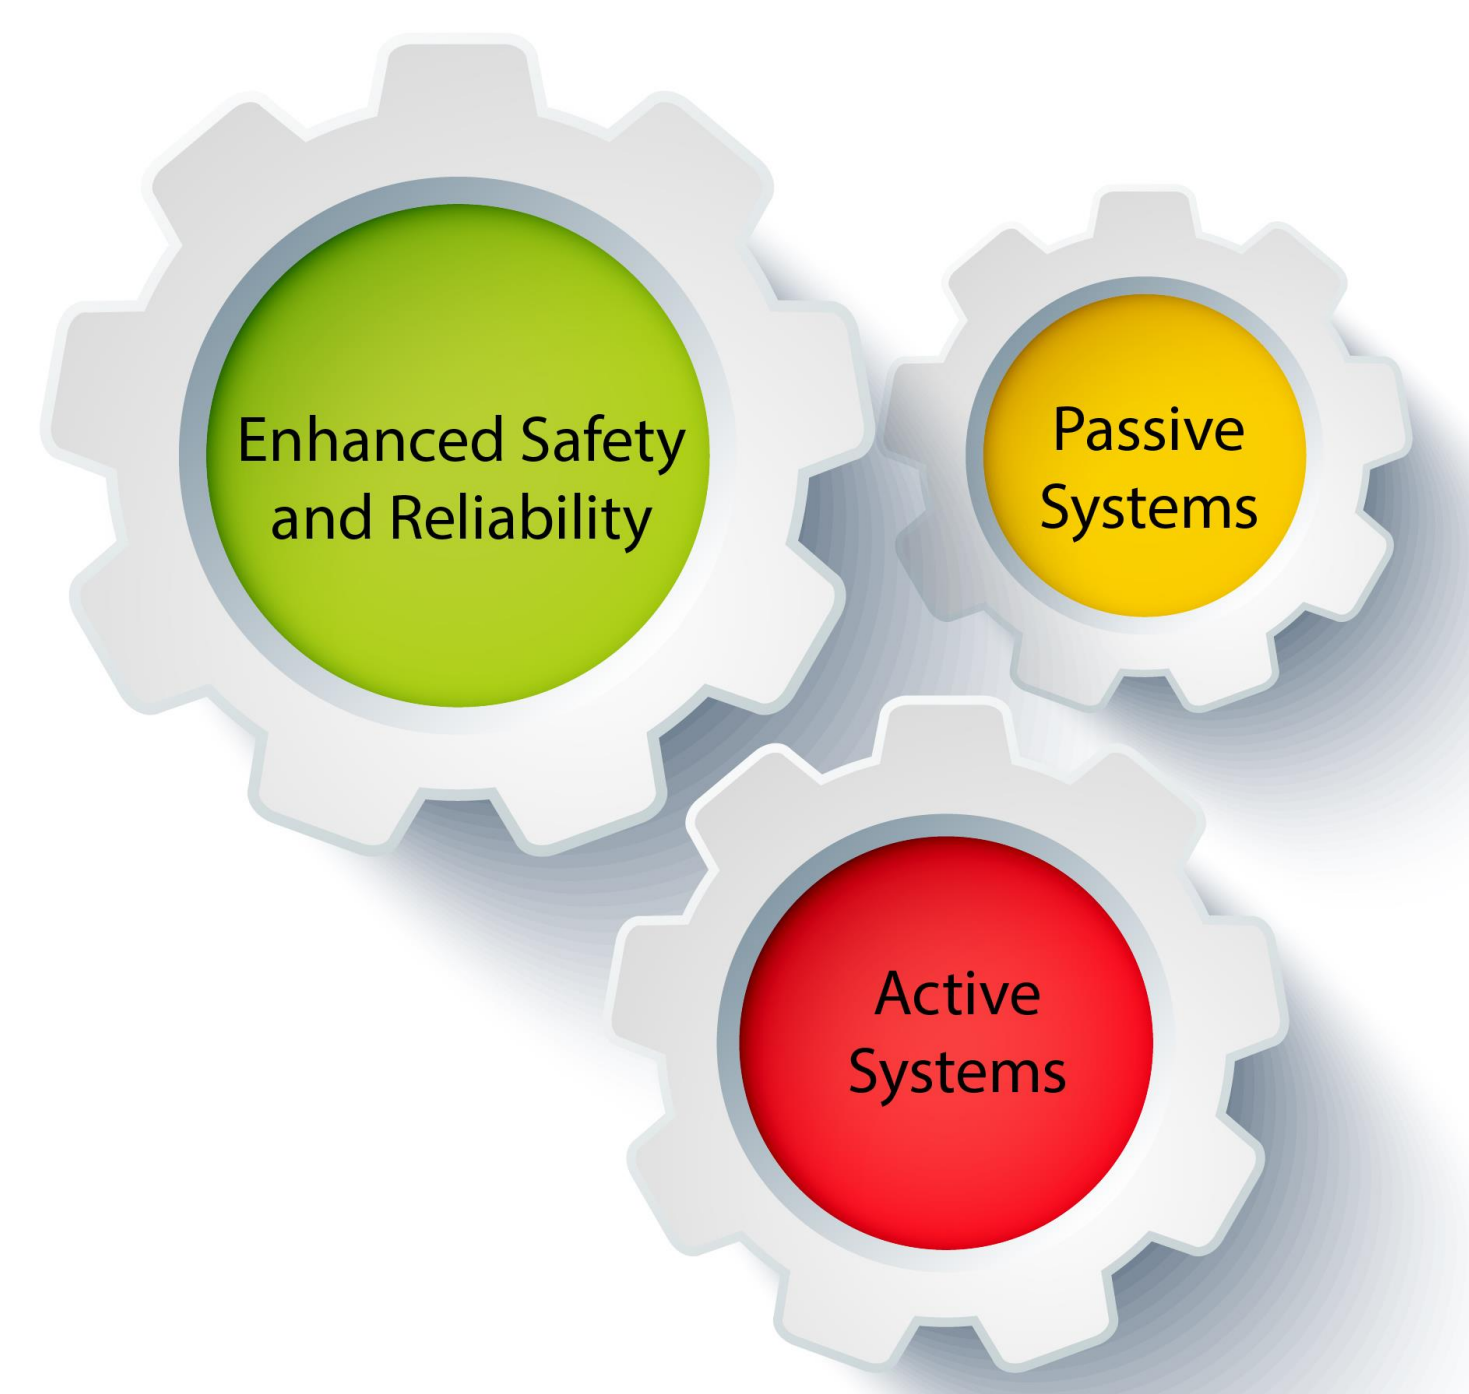 Enhanced Safety
and Reliability
Passive
Systems
Active
Systems